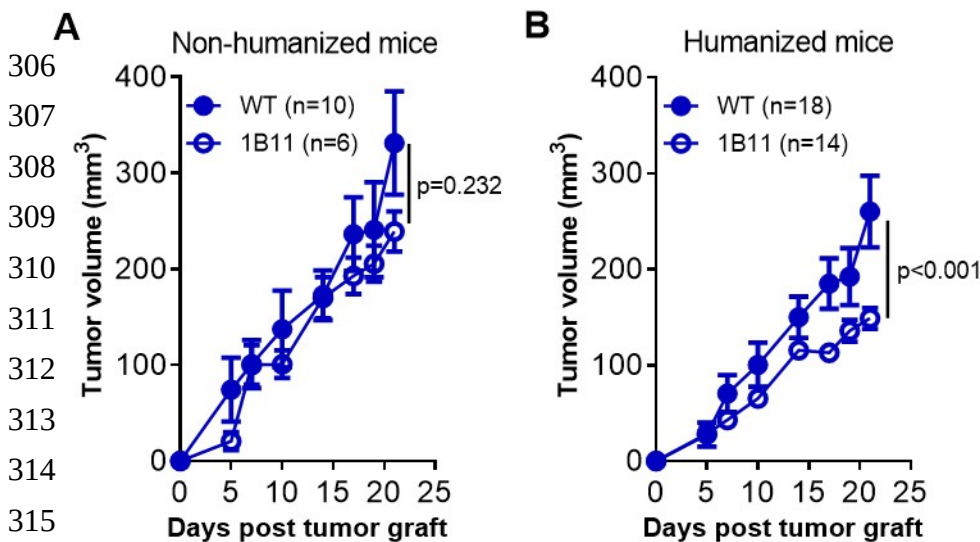 A
Non-humanized mice
306
307
308
309
310
311
312
313
314
315
400
300
200
100
0
Tumor volume (mm³)
WT (n=10)
1B11 (n=6)
p=0.232
0 5 10 15 20 25
Days post tumor graft
B
Humanized mice
400
300
200
100
0
Tumor volume (mm³)
WT (n=18)
1B11 (n=14)
p<0.001
0 5 10 15 20 25
Days post tumor graft